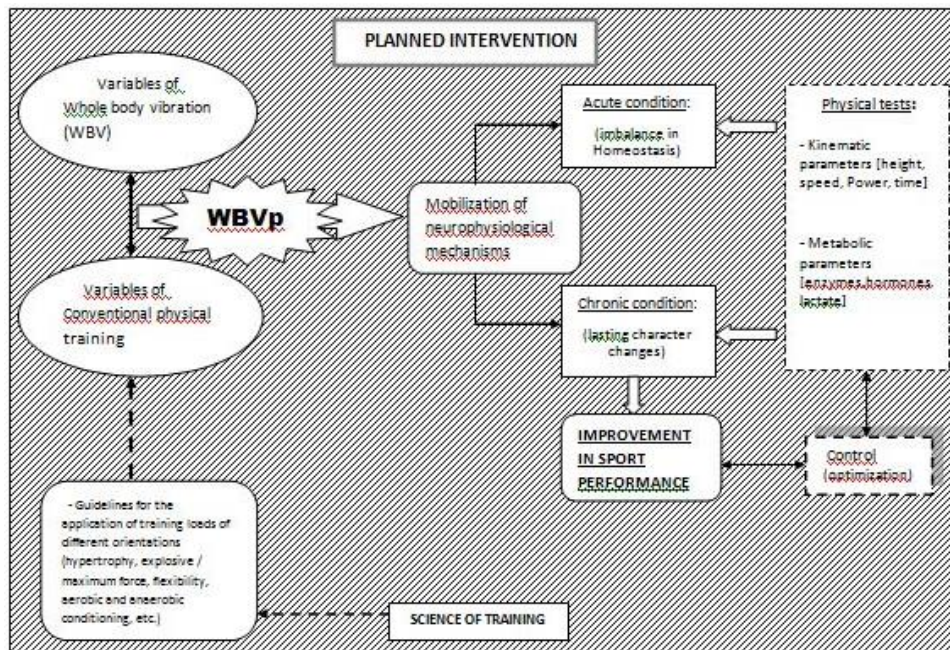 PLANNED INTERVENTION
Variables of
Whole body vibration
(WBV)
WBVp
Variables of
Conventional physical
training
- Guidelines for the
application of training loads of
different orientations
(hypertrophy, explosive /
maximum force, flexibility,
aerobic and anaerobic
conditioning, etc.)
SCIENCE OF TRAINING
Mobilization of
neurophysiological
mechanisms
Acute condition:
(imbalance in
Homeostasis)
Chronic condition:
(lasting character
changes)
IMPROVEMENT
IN SPORT
PERFORMANCE
Physical tests:
- Kinematic
parameters [height,
speed, Power, time]
- Metabolic
parameters
[enzymes,hormones,
lactate]
Control
(optimization)